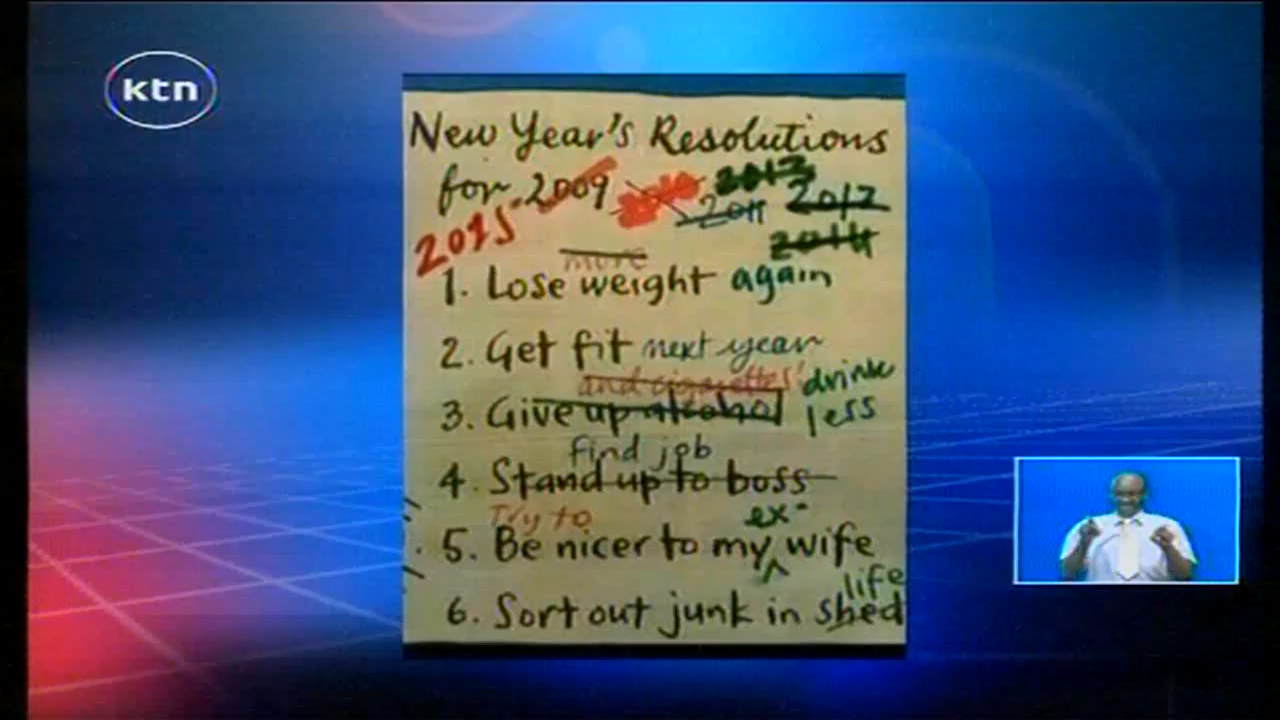 ktn
New Year's Resolutions
for 2009 2013
2011 2012
2015 2014
more
1. Lose weight again
2. Get fit next year
and cigarettes! drink
3. Give up alcohol less
find job
4. Stand up to boss
Try to ex-
5. Be nicer to my wife
life
6. Sort out junk in shed